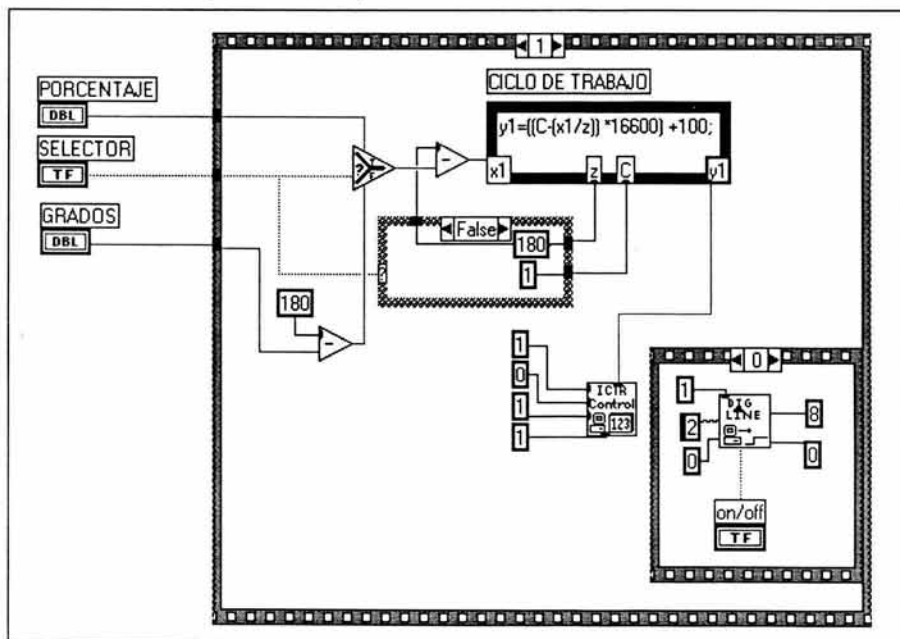 1
PORCENTAJE
DBL
SELECTOR
TF
GRADOS
DBL
CICLO DE TRABAJO
y1=((C-(x1/z)) *16600) +100;
x1
z
C
y1
? T F
-
False
180
?
1
180
-
1
0
1
1
ICTR
Control
123
0
1
2
0
DIG
LINE
8
0
on/off
TF